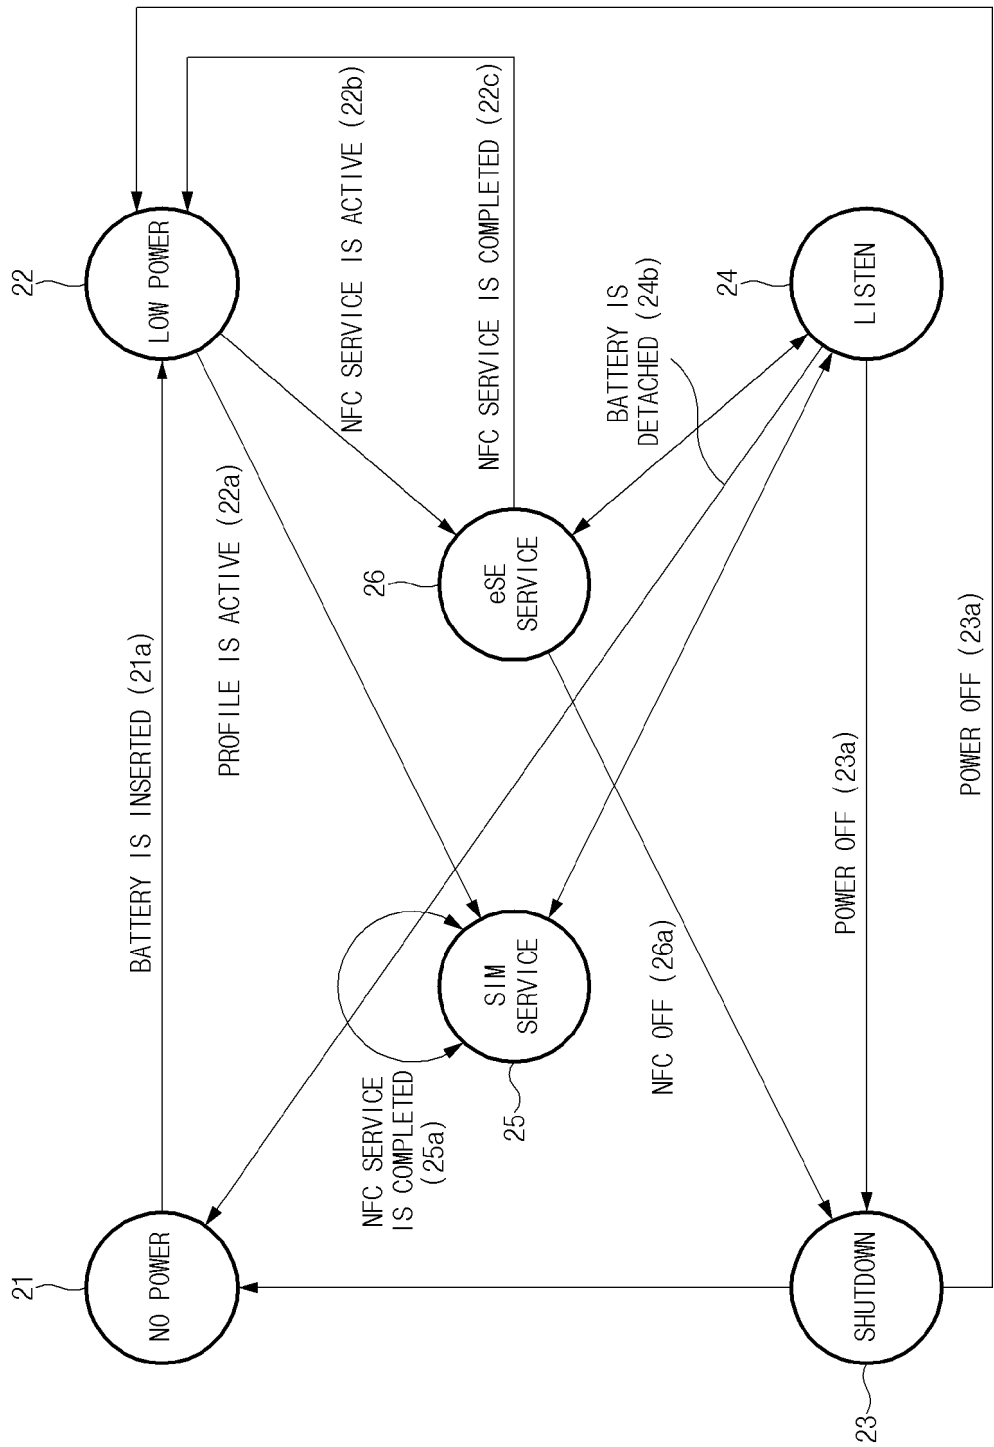 21
NO POWER
BATTERY IS INSERTED (21a)
22
LOW POWER
PROFILE IS ACTIVE (22a)
NFC SERVICE IS ACTIVE (22b)
NFC SERVICE IS COMPLETED (22c)
NFC SERVICE
IS COMPLETED
(25a)
25
SIM
SERVICE
26
eSE
SERVICE
BATTERY IS
DETACHED (24b)
24
LISTEN
NFC OFF (26a)
POWER OFF (23a)
23
SHUTDOWN
POWER OFF (23a)